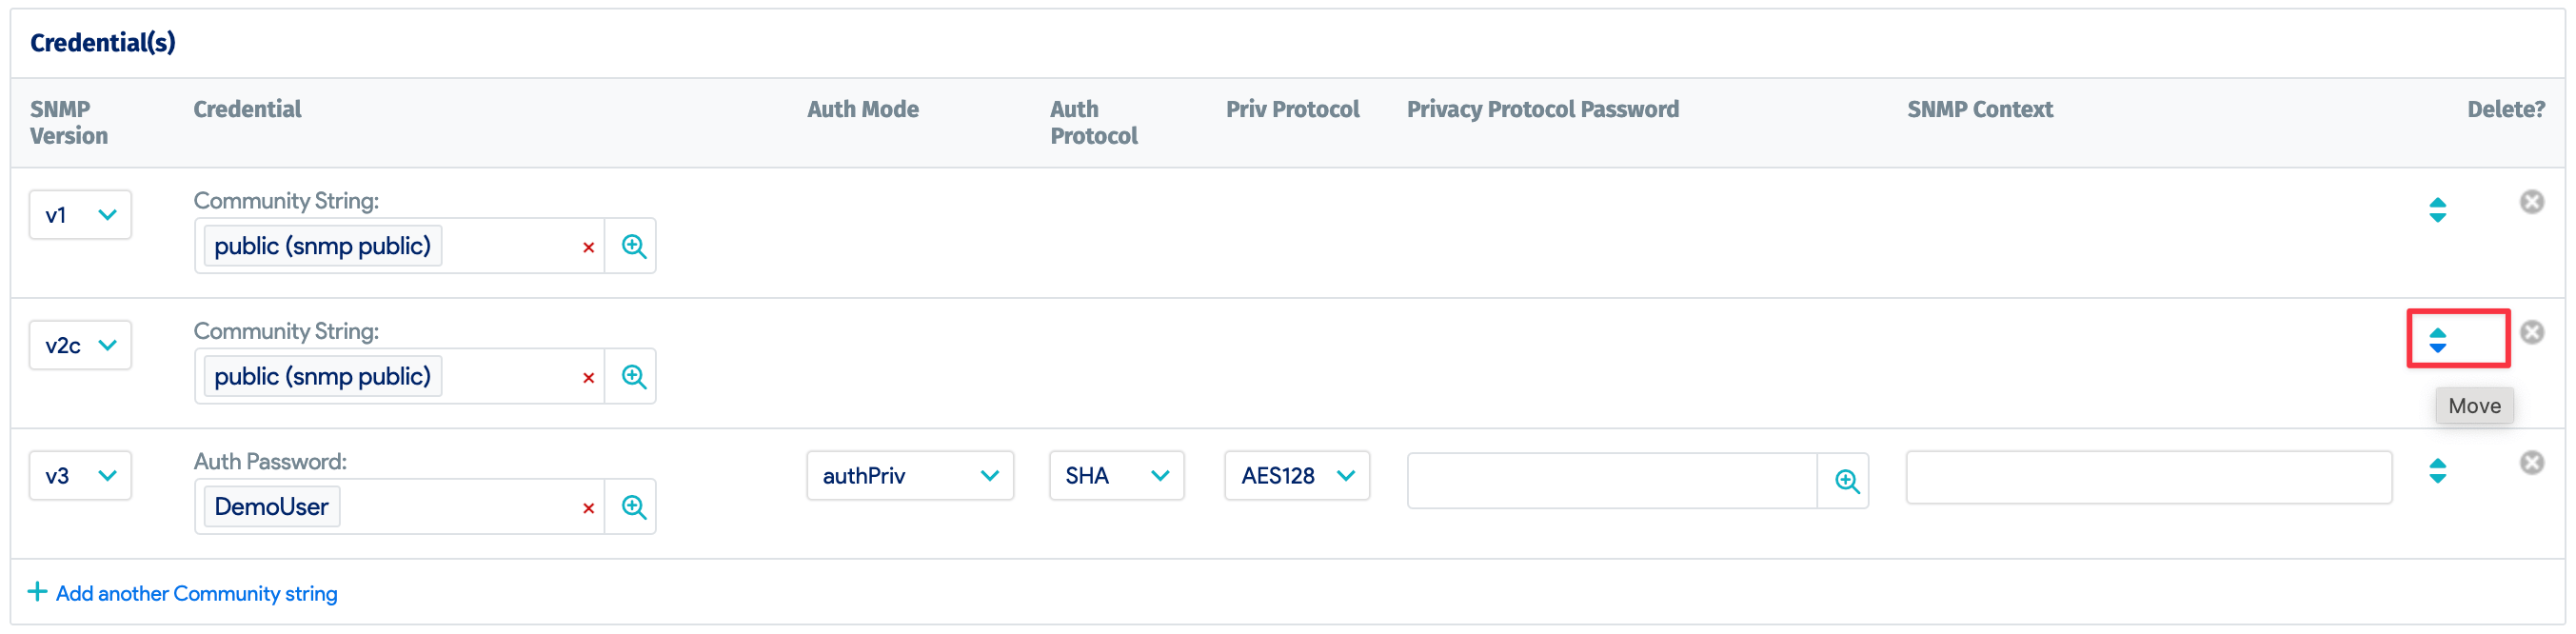 Credential(s)
SNMP Version
Credential
Auth Mode
Auth Protocol
Priv Protocol
Privacy Protocol Password
SNMP Context
Delete?
v1
Community String:
public (snmp public)
×
v2c
Community String:
public (snmp public)
×
Move
v3
Auth Password:
DemoUser
×
authPriv
SHA
AES128
+ Add another Community string